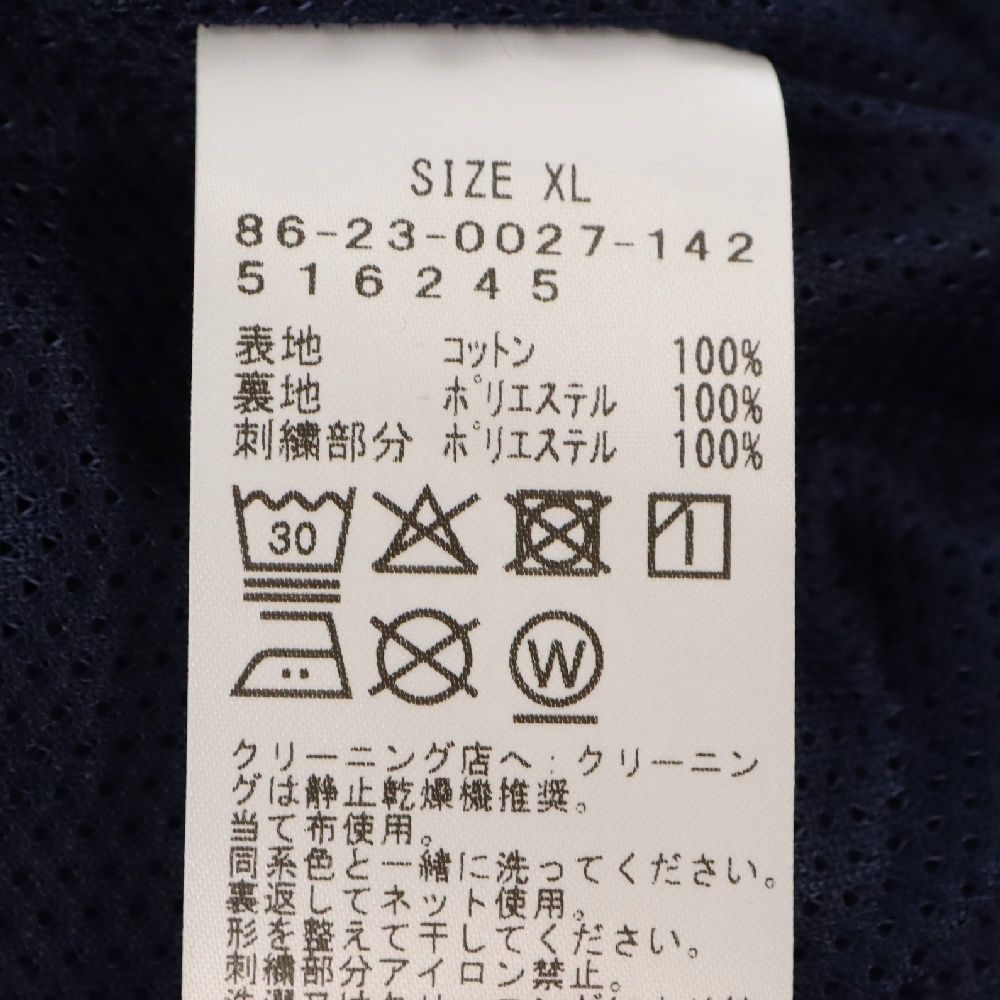 SIZE XL
86-23-0027-142
516245
表地 コットン 100%
裏地 ポリエステル 100%
刺繍部分 ポリエステル 100%
30
W
クリーニング店へ:クリーニン
グは静止乾燥機推奨。
当て布使用。
同系色と一緒に洗ってください。
裏返してネット使用。
形を整えて干してください。
刺繍部分アイロン禁止。